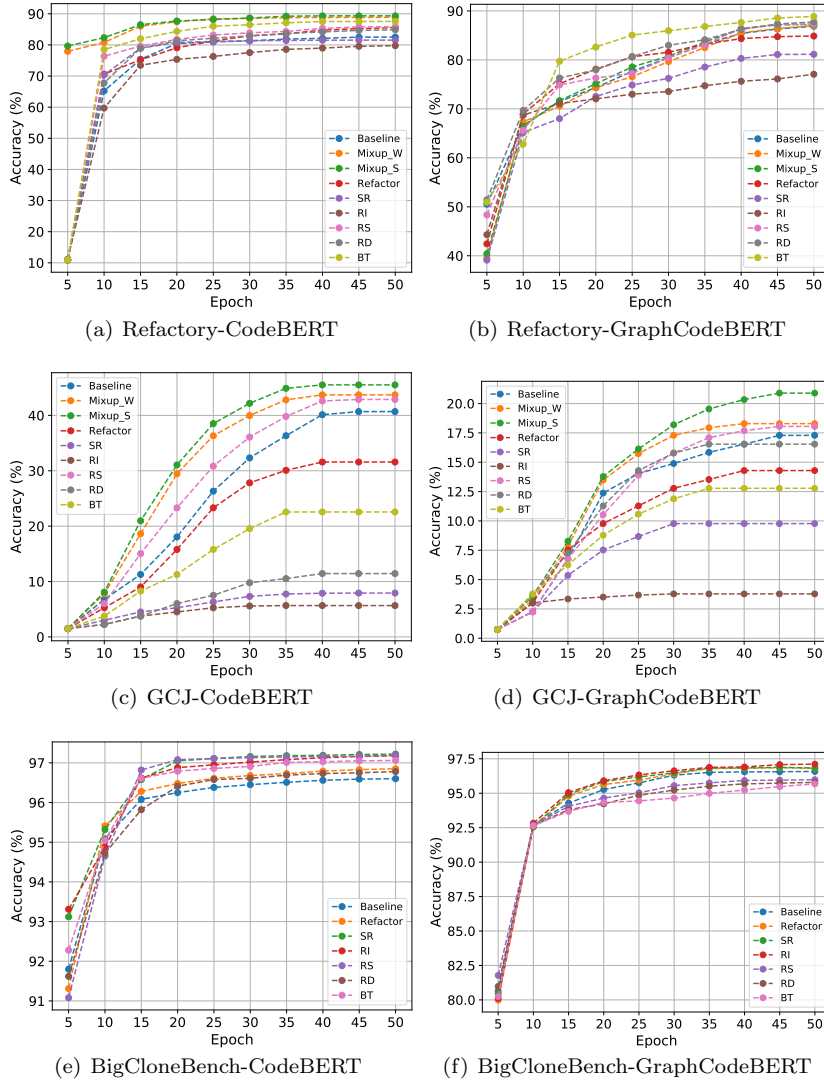 90
80
70
60
50
40
30
20
10
Accuracy (%)
Baseline
Mixup_W
Mixup_S
Refactor
SR
RI
RS
RD
BT
5 10 15 20 25 30 35 40 45 50
Epoch
(a) Refactory-CodeBERT
90
80
70
60
50
40
Accuracy (%)
Baseline
Mixup_W
Mixup_S
Refactor
SR
RI
RS
RD
BT
5 10 15 20 25 30 35 40 45 50
Epoch
(b) Refactory-GraphCodeBERT
40
30
20
10
0
Accuracy (%)
Baseline
Mixup_W
Mixup_S
Refactor
SR
RI
RS
RD
BT
5 10 15 20 25 30 35 40 45 50
Epoch
(c) GCJ-CodeBERT
20.0
17.5
15.0
12.5
10.0
7.5
5.0
2.5
0.0
Accuracy (%)
Baseline
Mixup_W
Mixup_S
Refactor
SR
RI
RS
RD
BT
5 10 15 20 25 30 35 40 45 50
Epoch
(d) GCJ-GraphCodeBERT
97
96
95
94
93
92
91
Accuracy (%)
Baseline
Refactor
SR
RI
RS
RD
BT
5 10 15 20 25 30 35 40 45 50
Epoch
(e) BigCloneBench-CodeBERT
97.5
95.0
92.5
90.0
87.5
85.0
82.5
80.0
Accuracy (%)
Baseline
Refactor
SR
RI
RS
RD
BT
5 10 15 20 25 30 35 40 45 50
Epoch
(f) BigCloneBench-GraphCodeBERT